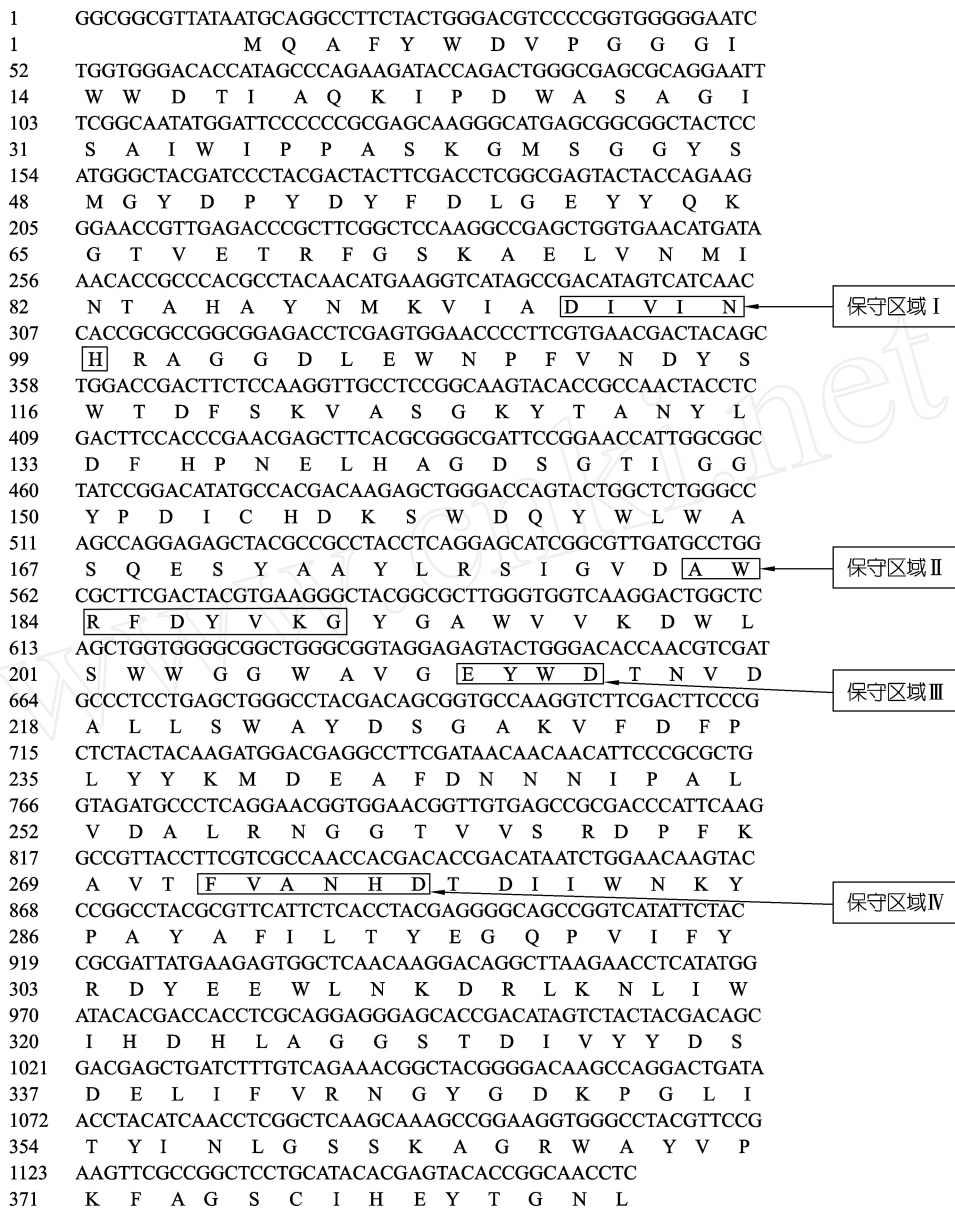 1 GGCGGCGTTATAATGCAGGCCTTCTACTGGGACGTCCCCGGTGGGGGAATC
1 M Q A F Y W D V P G G G I
52 TGGTGGGACACCATAGCCCAGAAGATACCAGACTGGGCGAGCGCAGGAATT
14 W W D T I A Q K I P D W A S A G I
103 TCGGCAATATGGATTCCCCCCGCGAGCAAGGGCATGAGCGGCGGCTACTCC
31 S A I W I P P A S K G M S G G Y S
154 ATGGGCTACGATCCCTACGACTACTTCGACCTCGGCGAGTACTACCAGAAG
48 M G Y D P Y D Y F D L G E Y Y Q K
205 GGAACCGTTGAGACCCGCTTCGGCTCCAAGGCCGAGCTGGTGAACATGATA
65 G T V E T R F G S K A E L V N M I
256 AACACCGCCCACGCCTACAACATGAAGGTCATAGCCGACATAGTCATCAAC
82 N T A H A Y N M K V I A D I V I N
保守区域Ⅰ
307 CACCGCGCCGGCGGAGACCTCGAGTGGAACCCCTTCGTGAACGACTACAGC
99 H R A G G D L E W N P F V N D Y S
358 TGGACCGACTTCTCCAAGGTTGCCTCCGGCAAGTACACCGCCAACTACCTC
116 W T D F S K V A S G K Y T A N Y L
409 GACTTCCACCCGAACGAGCTTCACGCGGGCGATTCCGGAACCATTGGCGGC
133 D F H P N E L H A G D S G T I G G
460 TATCCGGACATATGCCACGACAAGAGCTGGGACCAGTACTGGCTCTGGGCC
150 Y P D I C H D K S W D Q Y W L W A
511 AGCCAGGAGAGCTACGCCGCCTACCTCAGGAGCATCGGCGTTGATGCCTGG
167 S Q E S Y A A Y L R S I G V D A W
保守区域Ⅱ
562 CGCTTCGACTACGTGAAGGGCTACGGCGCTTGGGTGGTCAAGGACTGGCTC
184 R F D Y V K G Y G A W V V K D W L
613 AGCTGGTGGGGCGGCTGGGCGGTAGGAGAGTACTGGGACACCAACGTCGAT
201 S W W G G W A V G E Y W D T N V D
保守区域Ⅲ
664 GCCCTCCTGAGCTGGGCCTACGACAGCGGTGCCAAGGTCTTCGACTTCCCG
218 A L L S W A Y D S G A K V F D F P
715 CTCTACTACAAGATGGACGAGGCCTTCGATAACAACAACATTCCCGCGCTG
235 L Y Y K M D E A F D N N N I P A L
766 GTAGATGCCCTCAGGAACGGTGGAACGGTTGTGAGCCGCGACCCATTCAAG
252 V D A L R N G G T V V S R D P F K
817 GCCGTTACCTTCGTCGCCAACCACGACACCGACATAATCTGGAACAAGTAC
269 A V T F V A N H D T D I I W N K Y
保守区域Ⅳ
868 CCGGCCTACGCGTTCATTCTCACCTACGAGGGGCAGCCGGTCATATTCTAC
286 P A Y A F I L T Y E G Q P V I F Y
919 CGCGATTATGAAGAGTGGCTCAACAAGGACAGGCTTAAGAACCTCATATGG
303 R D Y E E W L N K D R L K N L I W
970 ATACACGACCACCTCGCAGGAGGGAGCACCGACATAGTCTACTACGACAGC
320 I H D H L A G G S T D I V Y Y D S
1021 GACGAGCTGATCTTTGTCAGAAACGGCTACGGGGACAAGCCAGGACTGATA
337 D E L I F V R N G Y G D K P G L I
1072 ACCTACATCAACCTCGGCTCAAGCAAAGCCGGAAGGTGGGCCTACGTTCCG
354 T Y I N L G S S K A G R W A Y V P
1123 AAGTTCGCCGGCTCCTGCATACACGAGTACACCGGCAACCTC
371 K F A G S C I H E Y T G N L
www.cnki.net